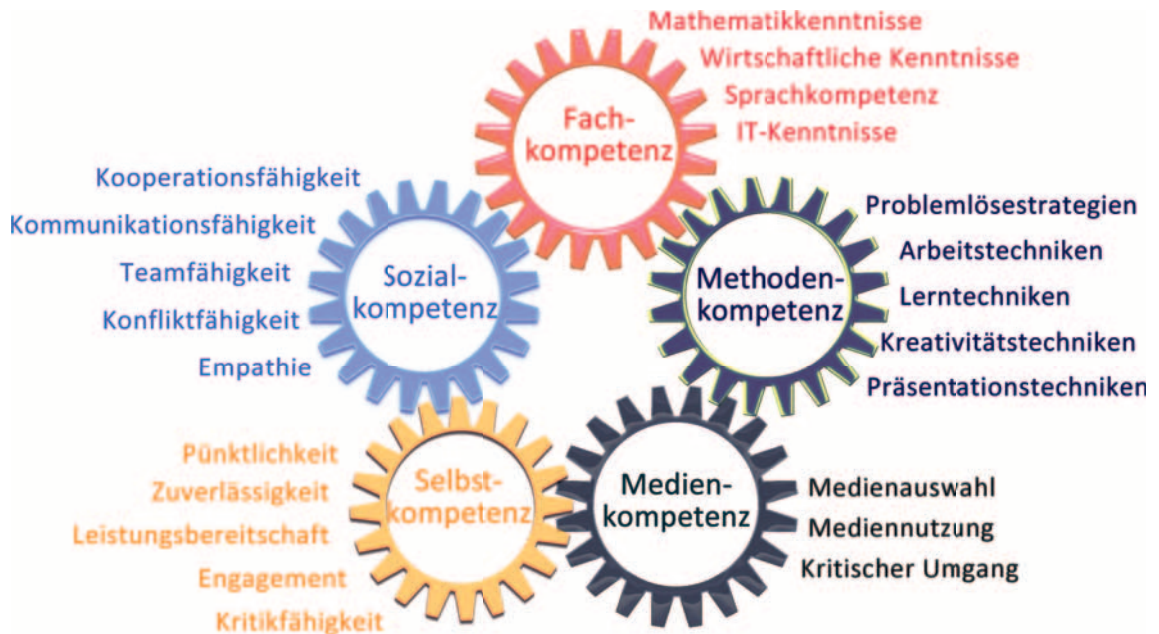 Mathematikkenntnisse
Wirtschaftliche Kenntnisse
Sprachkompetenz
IT-Kenntnisse
Fach-
kompetenz
Kooperationsfähigkeit
Kommunikationsfähigkeit
Teamfähigkeit
Konfliktfähigkeit
Empathie
Sozial-
kompetenz
Methoden-
kompetenz
Problemlösestrategien
Arbeitstechniken
Lerntechniken
Kreativitätstechniken
Präsentationstechniken
Pünktlichkeit
Zuverlässigkeit
Leistungsbereitschaft
Engagement
Kritikfähigkeit
Selbst-
kompetenz
Medien-
kompetenz
Medienauswahl
Mediennutzung
Kritischer Umgang